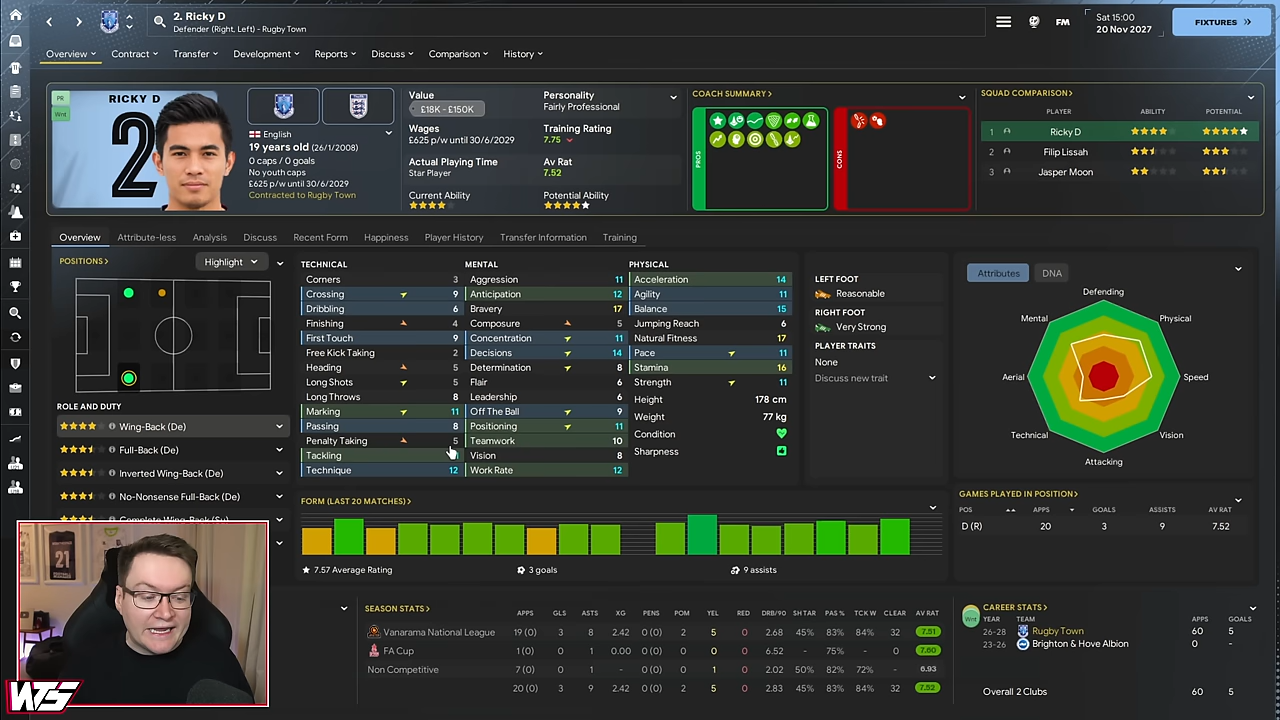 2. Ricky D
Defender (Right, Left) - Rugby Town
FM
Sat 15:00
20 Nov 2027
FIXTURES
Overview
Contract
Transfer
Development
Reports
Discuss
Comparison
History
PR
Wnt
RICKY D
2
English
19 years old (26/1/2008)
0 caps / 0 goals
No youth caps
£625 p/w until 30/6/2029
Contracted to Rugby Town
Value
£18K - £150K
Wages
£625 p/w until 30/6/2029
Actual Playing Time
Star Player
Current Ability
Personality
Fairly Professional
Training Rating
7.75
Av Rat
7.52
Potential Ability
COACH SUMMARY >
PROS
CONS
SQUAD COMPARISON >
PLAYER ABILITY POTENTIAL
1 Ricky D
2 Filip Lissah
3 Jasper Moon
Overview
Attribute-less
Analysis
Discuss
Recent Form
Happiness
Player History
Transfer Information
Training
POSITIONS >
Highlight
ROLE AND DUTY
Wing-Back (De)
Full-Back (De)
Inverted Wing-Back (De)
No-Nonsense Full-Back (De)
Complete Wing-Back (Su)
TECHNICAL
Corners 3
Crossing 9
Dribbling 6
Finishing 4
First Touch 9
Free Kick Taking 2
Heading 5
Long Shots 5
Long Throws 8
Marking 11
Passing 8
Penalty Taking 5
Tackling
Technique 12
MENTAL
Aggression 11
Anticipation 12
Bravery 17
Composure 5
Concentration 11
Decisions 14
Determination 8
Flair 6
Leadership 6
Off The Ball 9
Positioning 11
Teamwork 10
Vision 8
Work Rate 12
PHYSICAL
Acceleration 14
Agility 11
Balance 15
Jumping Reach 6
Natural Fitness 17
Pace 11
Stamina 16
Strength 11
Height 178 cm
Weight 77 kg
Condition
Sharpness
LEFT FOOT
Reasonable
RIGHT FOOT
Very Strong
PLAYER TRAITS
None
Discuss new trait
Attributes
DNA
Defending
Mental
Physical
Aerial
Speed
Technical
Vision
Attacking
FORM (LAST 20 MATCHES) >
7.57 Average Rating
3 goals
9 assists
GAMES PLAYED IN POSITION >
POS APPS GOALS ASSISTS AV RAT
D (R) 20 3 9 7.52
SEASON STATS >
APPS GLS ASTS XG PENS POM YEL RED DRB/90 SH TAR PAS % TCK W CLEAR AV RAT
Vanarama National League 19 (0) 3 8 2.42 0 (0) 2 5 0 2.68 45% 83% 84% 32 7.51
FA Cup 1 (0) 0 1 0.00 0 (0) 0 0 0 6.52 - 75% - 0 7.60
Non Competitive 7 (0) 0 1 - 0 (0) 0 1 0 2.02 50% 82% 72% - 6.93
20 (0) 3 9 2.42 0 (0) 2 5 0 2.83 45% 83% 84% 32 7.52
Wnt
CAREER STATS >
YEAR TEAM APPS GOALS
26-28 Rugby Town 60 5
23-26 Brighton & Hove Albion 0 -
Overall 2 Clubs 60 5
21
WTS